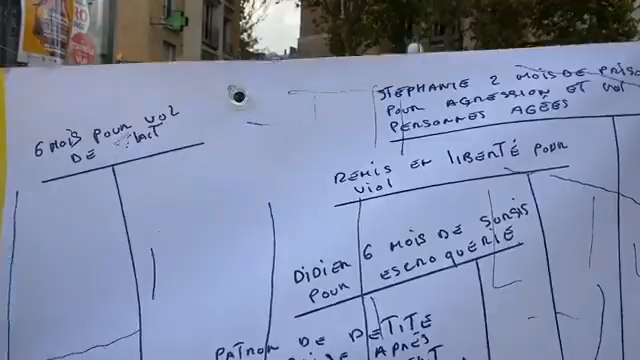 6 MOIS POUR VOL
DE
STEPHANIE 2 MOIS DE PRISO
POUR AGRESSION ET VOL
PERSONNES AGÉES
REMIS EN LIBERTÉ POUR
VIOL
DIDIER 6 MOIS DE SURSIS
POUR ESCROQUERIE
PATRON DE PETITE
APRÈS